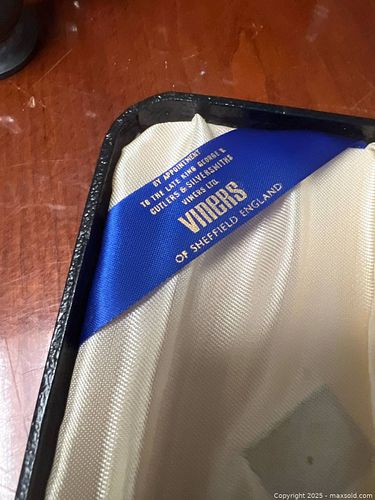 BY APPOINTMENT
TO THE LATE KING GEORGE VI
CUTLERS & SILVERSMITHS
VINERS LTD.
VINERS
OF SHEFFIELD ENGLAND
Copyright 2025 - maxsold.com